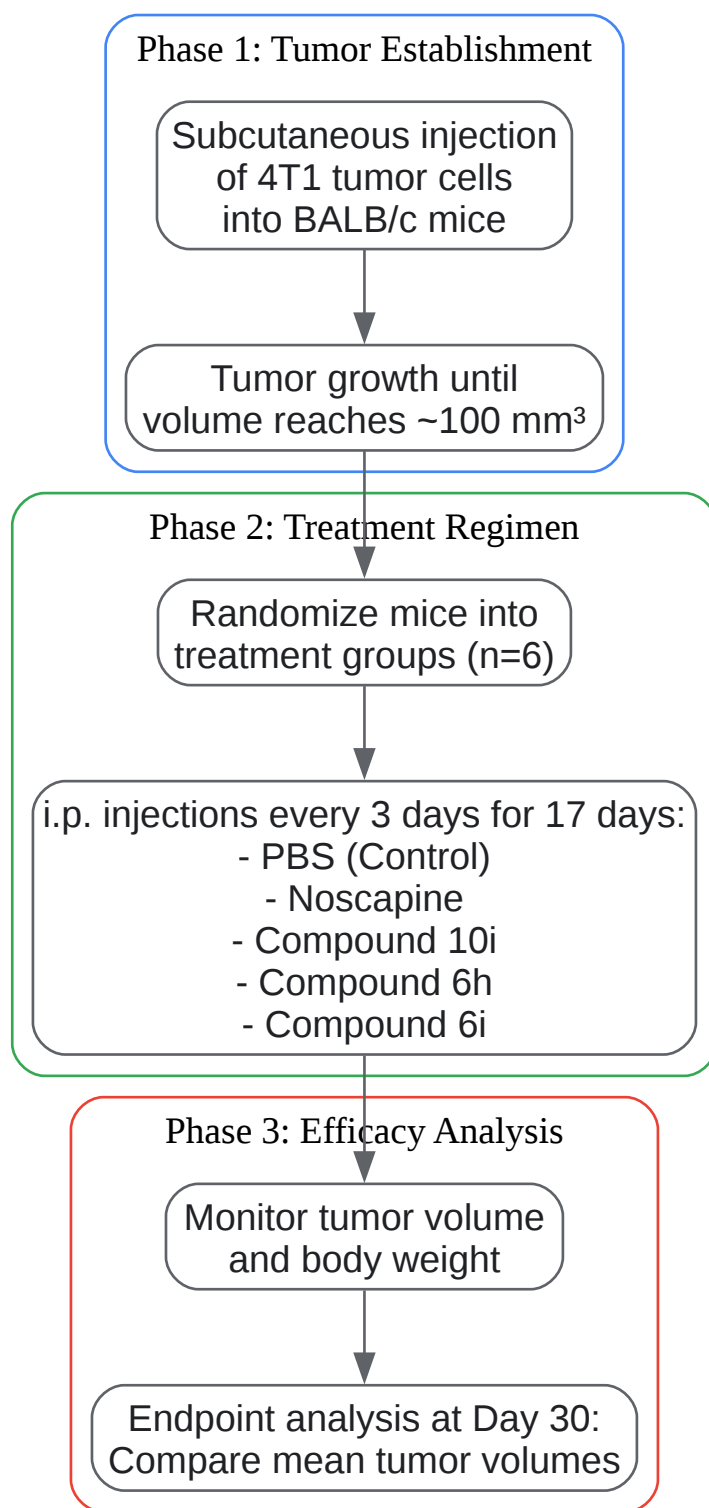 Phase 1: Tumor Establishment
Subcutaneous injection
of 4T1 tumor cells
into BALB/c mice
Tumor growth until
volume reaches ~100 mm³
Phase 2: Treatment Regimen
Randomize mice into
treatment groups (n=6)
i.p. injections every 3 days for 17 days:
- PBS (Control)
- Noscapine
- Compound 10i
- Compound 6h
- Compound 6i
Phase 3: Efficacy Analysis
Monitor tumor volume
and body weight
Endpoint analysis at Day 30:
Compare mean tumor volumes